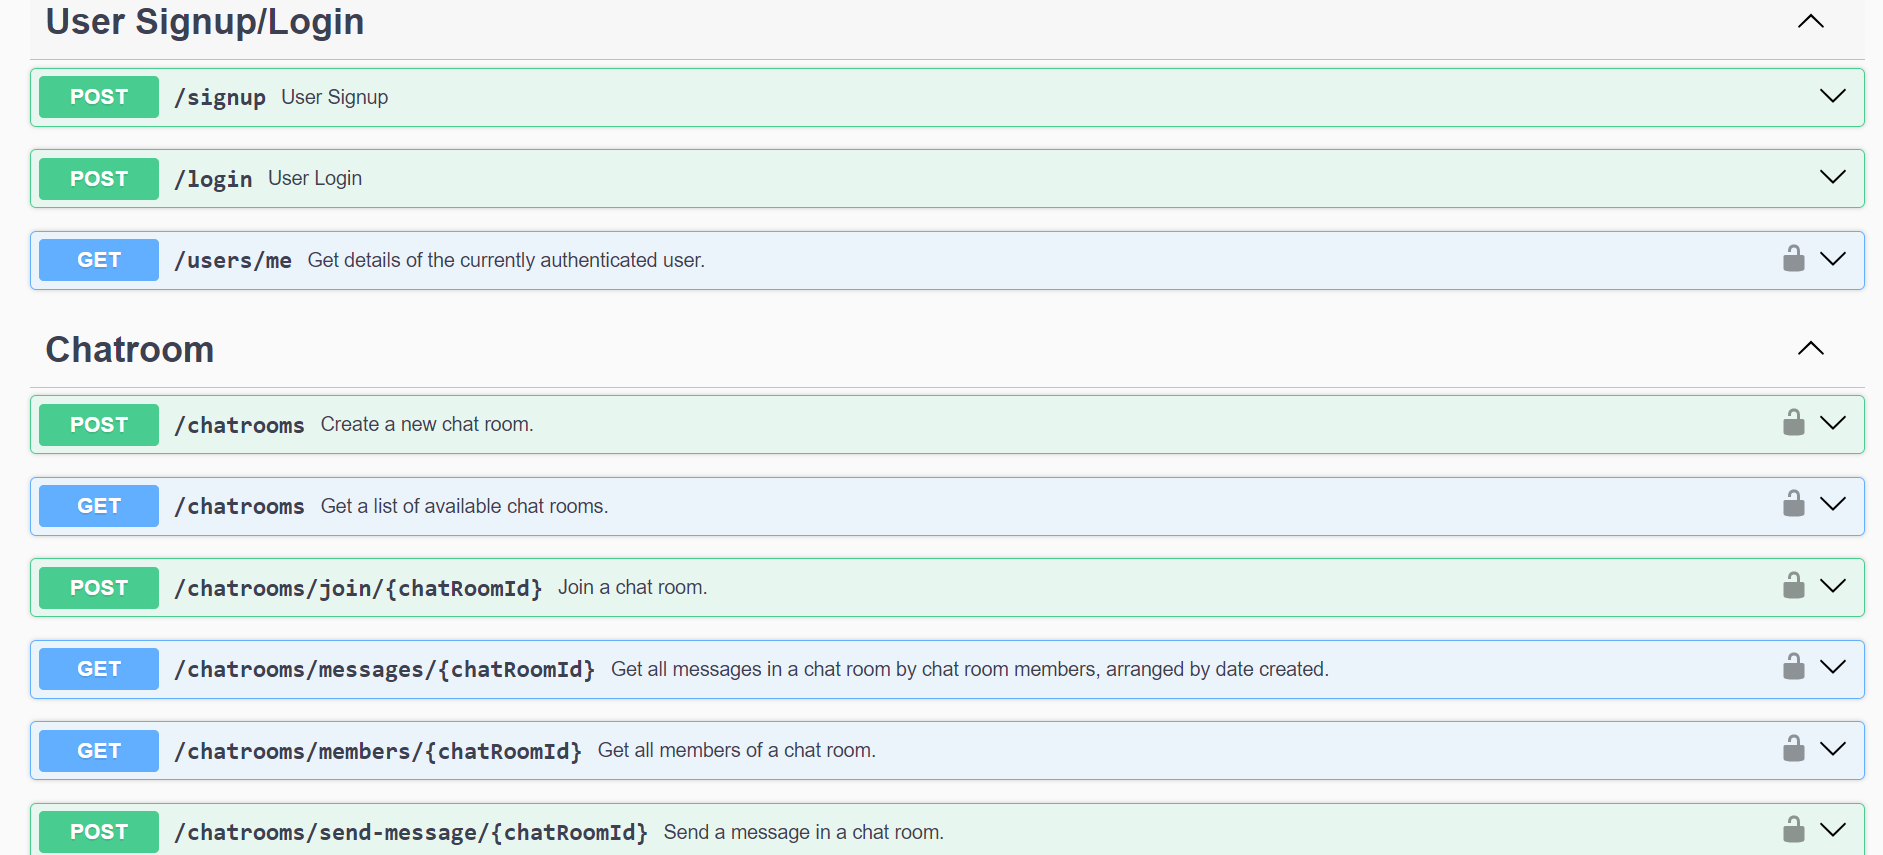 User Signup/Login
POST /signup User Signup
POST /login User Login
GET /users/me Get details of the currently authenticated user.
Chatroom
POST /chatrooms Create a new chat room.
GET /chatrooms Get a list of available chat rooms.
POST /chatrooms/join/{chatRoomId} Join a chat room.
GET /chatrooms/messages/{chatRoomId} Get all messages in a chat room by chat room members, arranged by date created.
GET /chatrooms/members/{chatRoomId} Get all members of a chat room.
POST /chatrooms/send-message/{chatRoomId} Send a message in a chat room.